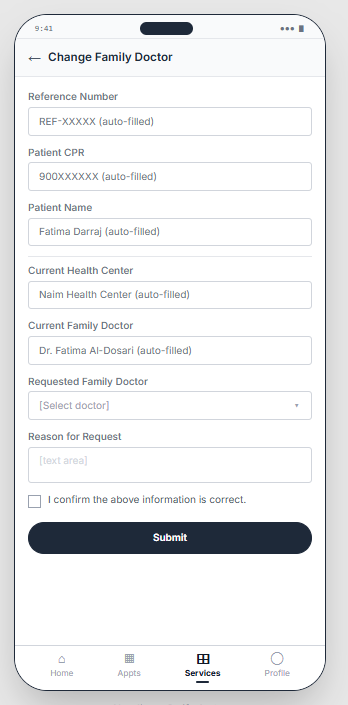 9:41
← Change Family Doctor
Reference Number
REF-XXXXX (auto-filled)
Patient CPR
900XXXXXX (auto-filled)
Patient Name
Fatima Darraj (auto-filled)
Current Health Center
Naim Health Center (auto-filled)
Current Family Doctor
Dr. Fatima Al-Dosari (auto-filled)
Requested Family Doctor
[Select doctor]
Reason for Request
[text area]
I confirm the above information is correct.
Submit
Home Appts Services Profile